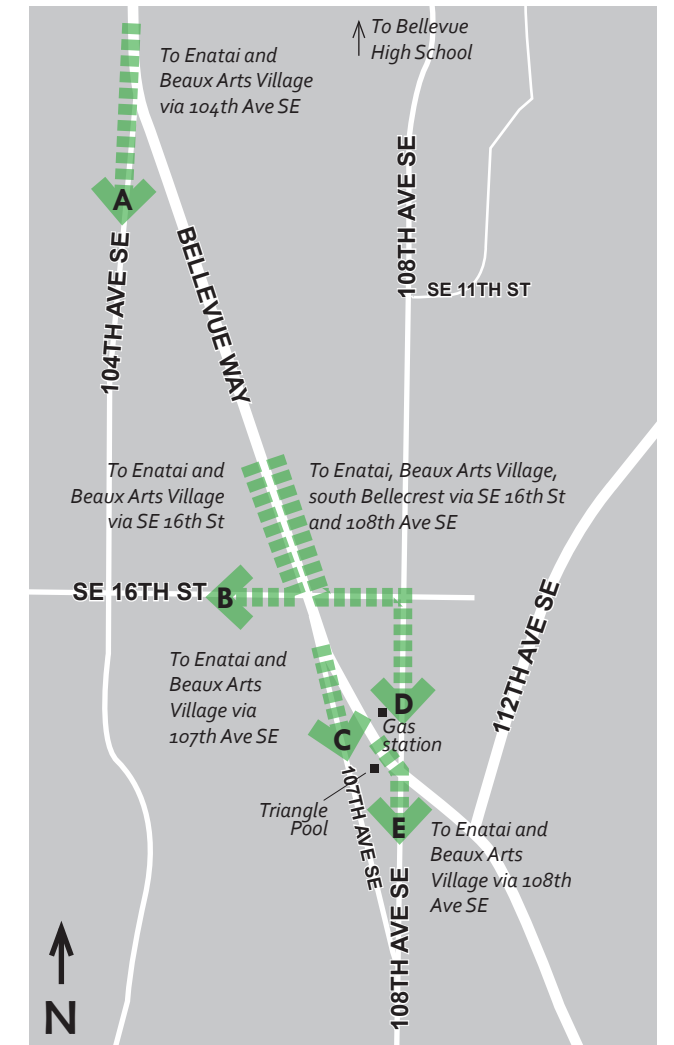 To Bellevue
High School
To Enatai and
Beaux Arts Village
via 104th Ave SE
A
108TH AVE SE
104TH AVE SE
BELLEVUE WAY
SE 11TH ST
To Enatai and
Beaux Arts Village
via SE 16th St
To Enatai, Beaux Arts Village,
south Bellecrest via SE 16th St
and 108th Ave SE
SE 16TH ST
B
112TH AVE SE
To Enatai and
Beaux Arts
Village via
107th Ave SE
D
Gas
station
C
107TH AVE SE
Triangle
Pool
E
To Enatai and
Beaux Arts
Village via 108th
Ave SE
108TH AVE SE
N